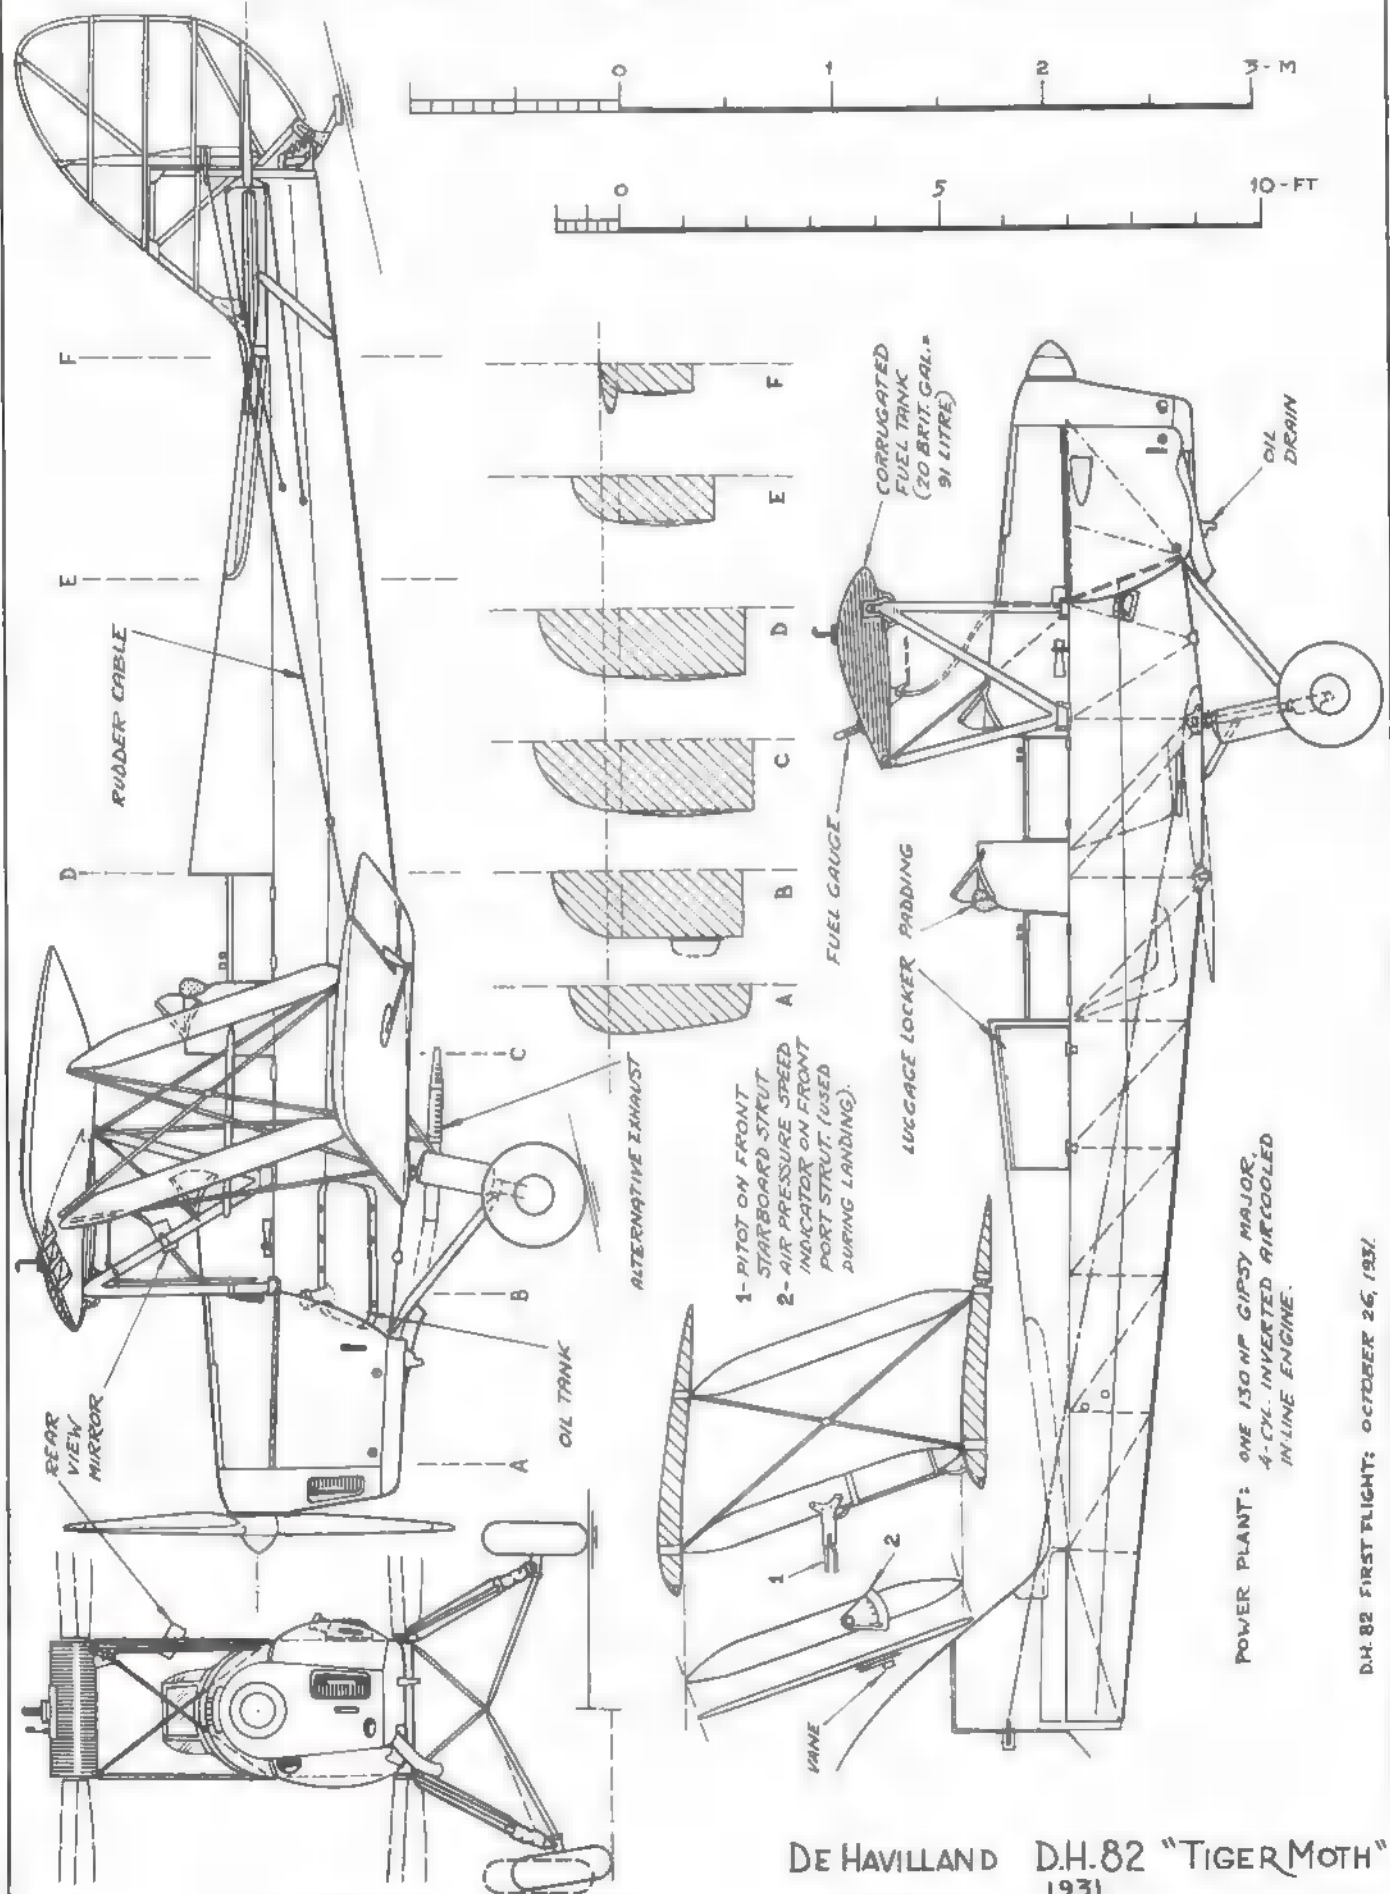 0 1 2 3-M
0 5 10-FT
F
E
D
RUDDER CABLE
F
E
D
C
B
A
CORRUGATED
FUEL TANK
(20 BRIT. GAL.=
91 LITRE)
OIL
DRAIN
FUEL GAUGE
LUGGAGE LOCKER PADDING
C
B
A
ALTERNATIVE EXHAUST
OIL TANK
REAR
VIEW
MIRROR
1-PITOT ON FRONT
STARBOARD STRUT
2-AIR PRESSURE SPEED
INDICATOR ON FRONT
PORT STRUT. (USED
DURING LANDING).
1
2
VANE
POWER PLANT: ONE 130 HP GIPSY MAJOR,
4-CYL. INVERTED AIRCOOLED
IN-LINE ENGINE.
D.H. 82 FIRST FLIGHT: OCTOBER 26, 1931.
DE HAVILLAND D.H.82 "TIGER MOTH"
1931